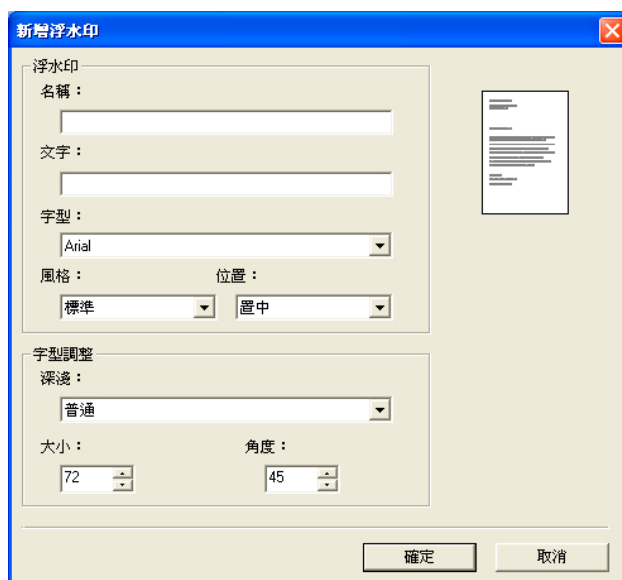 新增浮水印
浮水印
名稱：
文字：
字型：
Arial
風格： 位置：
標準 置中
字型調整
深淺：
普通
大小： 角度：
72 45
確定 取消